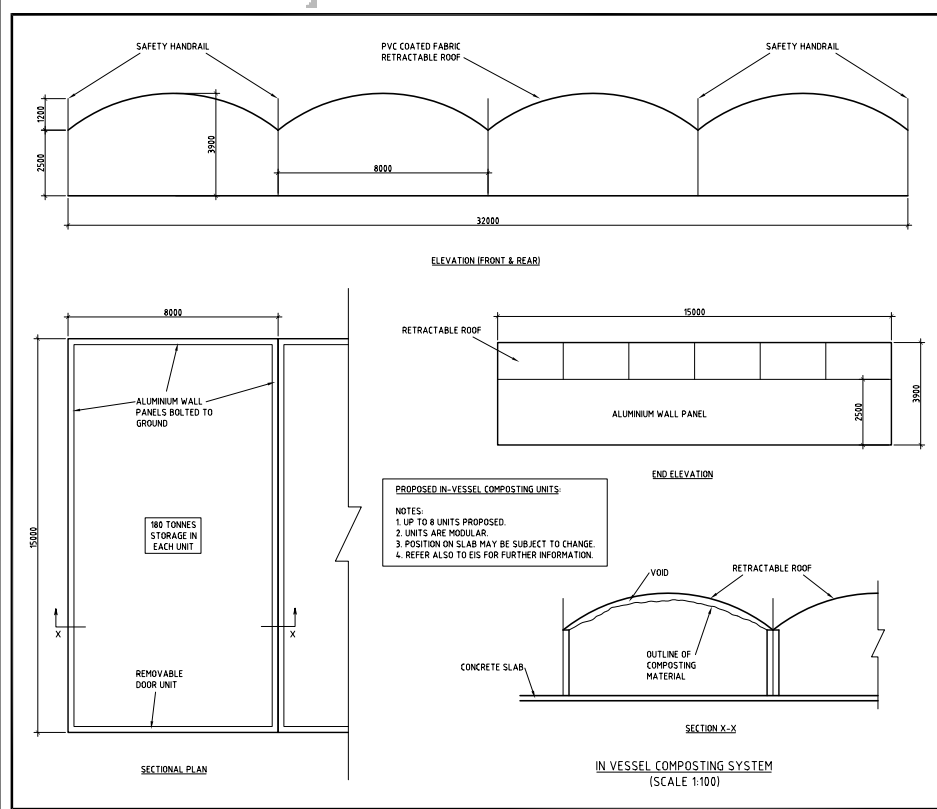 SAFETY HANDRAIL
PVC COATED FABRIC
RETRACTABLE ROOF
SAFETY HANDRAIL
1200
2500
3900
8000
32000
ELEVATION (FRONT & REAR)
8000
15000
ALUMINIUM WALL
PANELS BOLTED TO
GROUND
180 TONNES
STORAGE IN
EACH UNIT
X
X
REMOVABLE
DOOR UNIT
SECTIONAL PLAN
15000
RETRACTABLE ROOF
ALUMINIUM WALL PANEL
2500
3900
END ELEVATION
PROPOSED IN-VESSEL COMPOSTING UNITS:
NOTES:
1. UP TO 8 UNITS PROPOSED.
2. UNITS ARE MODULAR.
3. POSITION ON SLAB MAY BE SUBJECT TO CHANGE.
4. REFER ALSO TO EIS FOR FURTHER INFORMATION.
VOID
RETRACTABLE ROOF
OUTLINE OF
COMPOSTING
MATERIAL
CONCRETE SLAB
SECTION X-X
IN VESSEL COMPOSTING SYSTEM
(SCALE 1:100)